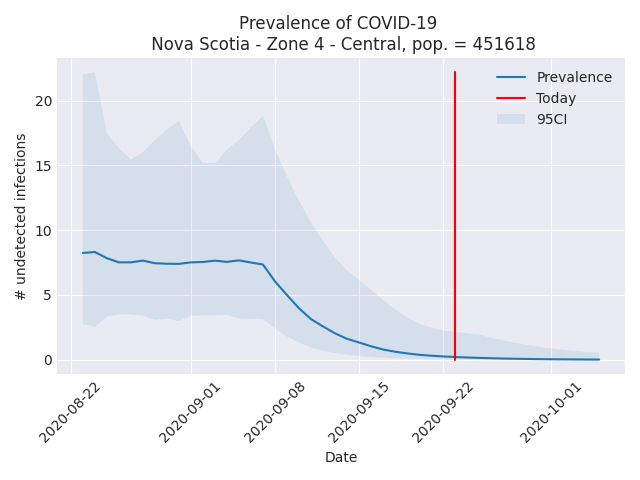 Prevalence of COVID-19
Nova Scotia - Zone 4 - Central, pop. = 451618
Prevalence
Today
95CI
# undetected infections
20
15
10
5
0
2020-08-22
2020-09-01
2020-09-08
2020-09-15
2020-09-22
2020-10-01
Date